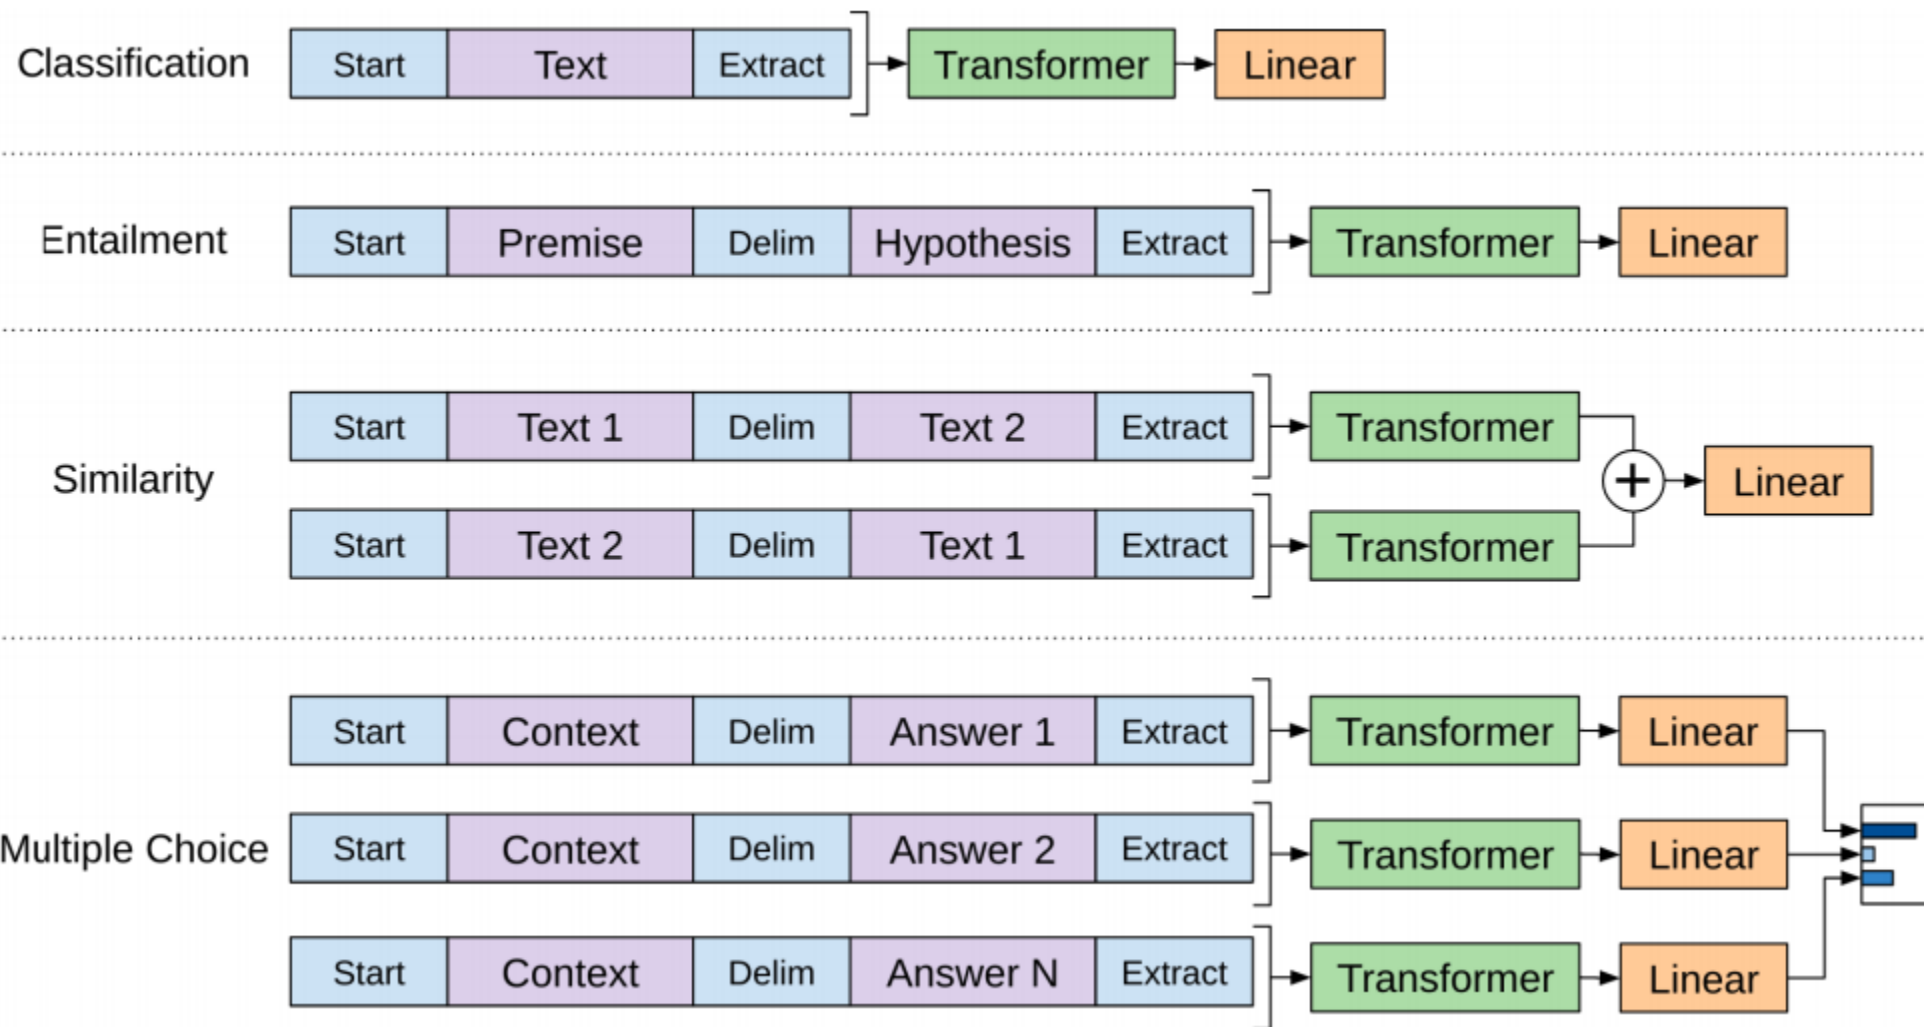 Classification Start Text Extract Transformer Linear
Entailment Start Premise Delim Hypothesis Extract Transformer Linear
Start Text 1 Delim Text 2 Extract Transformer
Similarity + Linear
Start Text 2 Delim Text 1 Extract Transformer
Start Context Delim Answer 1 Extract Transformer Linear
Multiple Choice Start Context Delim Answer 2 Extract Transformer Linear
Start Context Delim Answer N Extract Transformer Linear